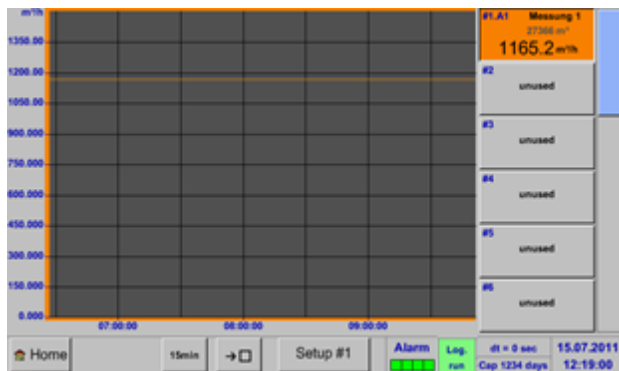 m³/h
1350.00
1200.00
1050.00
900.000
750.000
600.000
450.000
300.000
150.000
0.000
07:00:00 08:00:00 09:00:00
#1.A1 Messung 1
27366 m³
1165.2 m³/h
#2
unused
#3
unused
#4
unused
#5
unused
#6
unused
Home 15min Setup #1
Alarm
Log.
run
dt = 0 sec 15.07.2011
Cap 1234 days 12:19:00